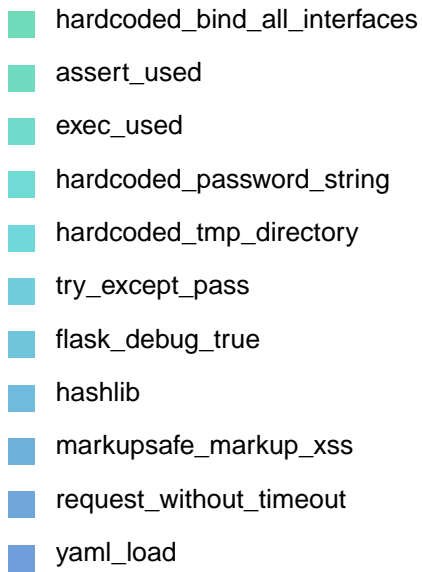 hardcoded_bind_all_interfaces
assert_used
exec_used
hardcoded_password_string
hardcoded_tmp_directory
try_except_pass
flask_debug_true
hashlib
markupsafe_markup_xss
request_without_timeout
yaml_load